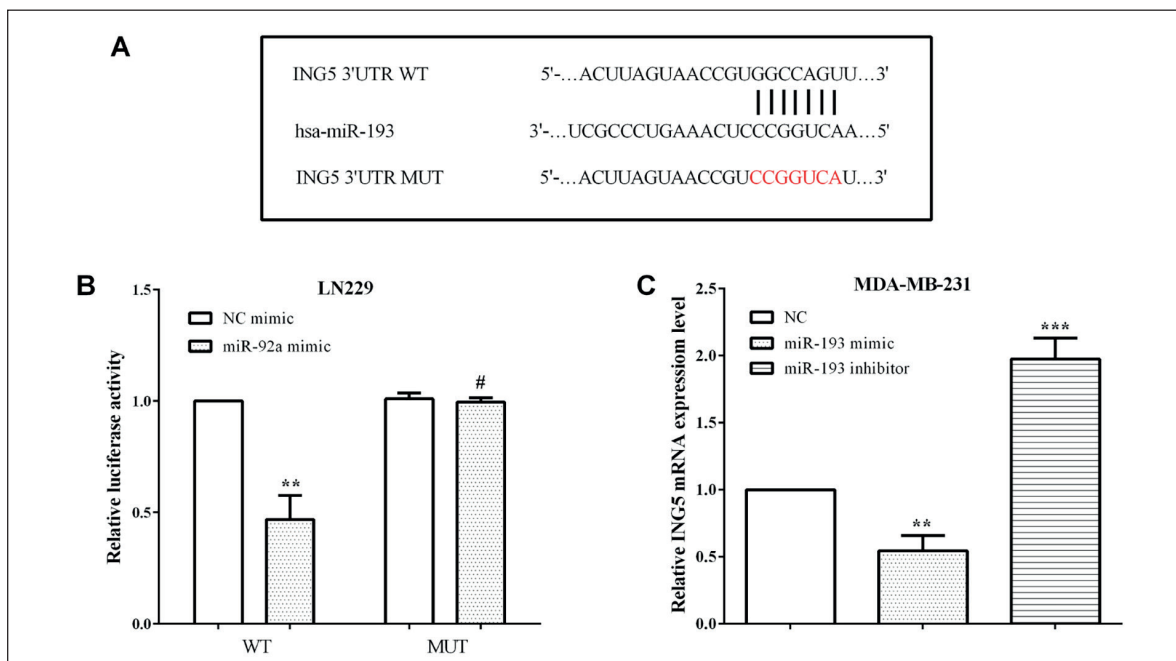 A
ING5 3'UTR WT 5'-...ACUUAGUAACCGUGGCCAGUU...3'
hsa-miR-193 3'-...UCGCCCUGAAACUCCCGGUCAA...5'
ING5 3'UTR MUT 5'-...ACUUAGUAACCGUCCGGUCAU...3'
B
LN229
NC mimic
miR-92a mimic
Relative luciferase activity
1.5
1.0
0.5
0.0
**
#
WT MUT
C
MDA-MB-231
NC
miR-193 mimic
miR-193 inhibitor
Relative ING5 mRNA expression level
2.5
2.0
1.5
1.0
0.5
0.0
**
***